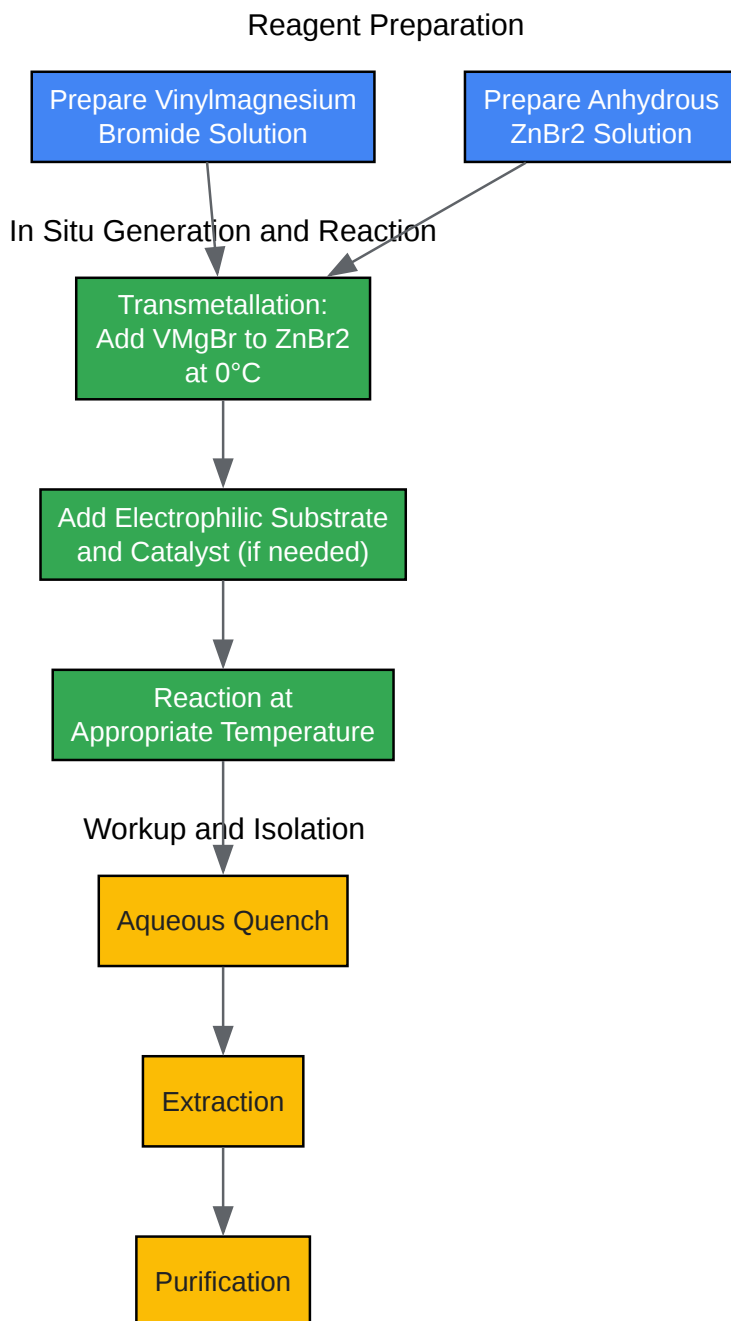 Reagent Preparation
Prepare Vinylmagnesium
Bromide Solution
Prepare Anhydrous
ZnBr2 Solution
In Situ Generation and Reaction
Transmetallation:
Add VMgBr to ZnBr2
at 0°C
Add Electrophilic Substrate
and Catalyst (if needed)
Reaction at
Appropriate Temperature
Workup and Isolation
Aqueous Quench
Extraction
Purification